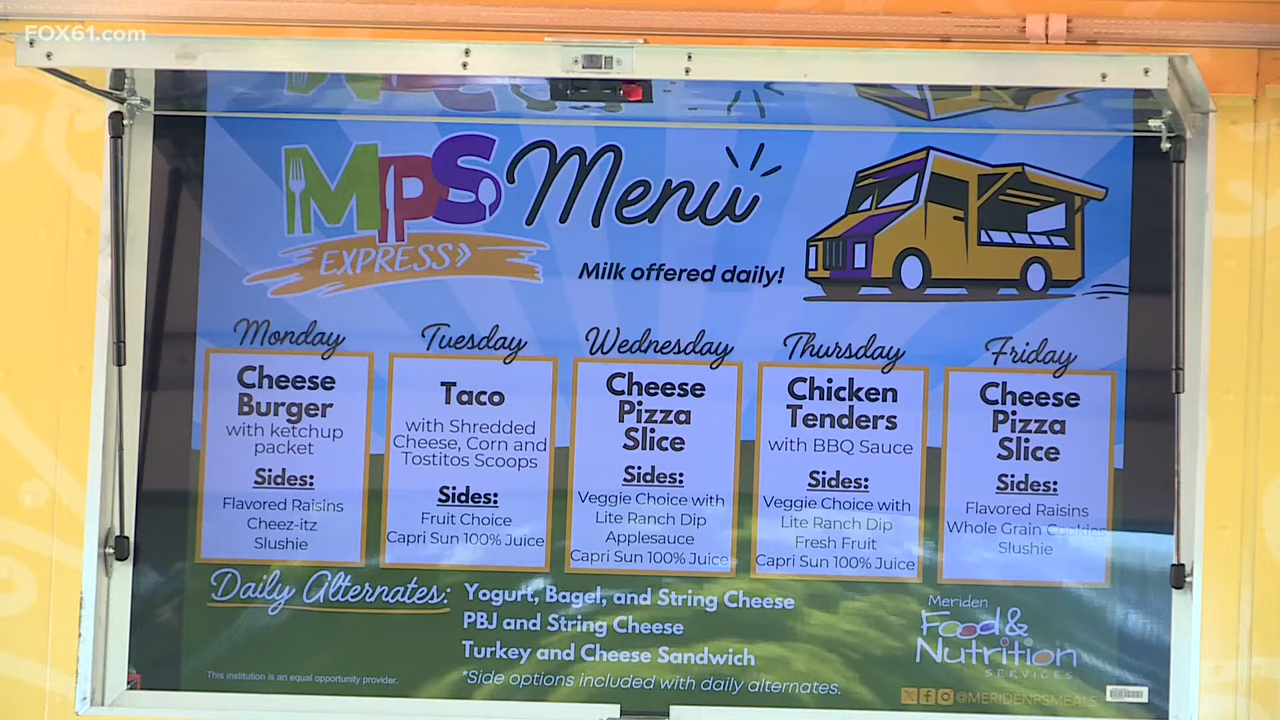 FOX61.com
MPS Menu
EXPRESS
Milk offered daily!
Monday
Cheese
Burger
with ketchup
packet
Sides:
Flavored Raisins
Cheez-itz
Slushie
Tuesday
Taco
with Shredded
Cheese, Corn and
Tostitos Scoops
Sides:
Fruit Choice
Capri Sun 100% Juice
Wednesday
Cheese
Pizza
Slice
Sides:
Veggie Choice with
Lite Ranch Dip
Applesauce
Capri Sun 100% Juice
Thursday
Chicken
Tenders
with BBQ Sauce
Sides:
Veggie Choice with
Lite Ranch Dip
Fresh Fruit
Capri Sun 100% Juice
Friday
Cheese
Pizza
Slice
Sides:
Flavored Raisins
Whole Grain Cookies
Slushie
Daily Alternates:
Yogurt, Bagel, and String Cheese
PBJ and String Cheese
Turkey and Cheese Sandwich
*Side options included with daily alternates.
This institution is an equal opportunity provider.
Meriden
Food &
Nutrition
SERVICES
@MERIDENPSMEALS